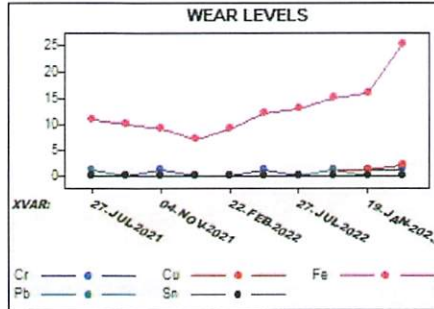 WEAR LEVELS
25
20
15
10
5
0
XVAR:
27-JUL-2021
04-NOV-2021
22-FEB-2022
27-JUL-2022
Cr Cu Fe
Pb Sn